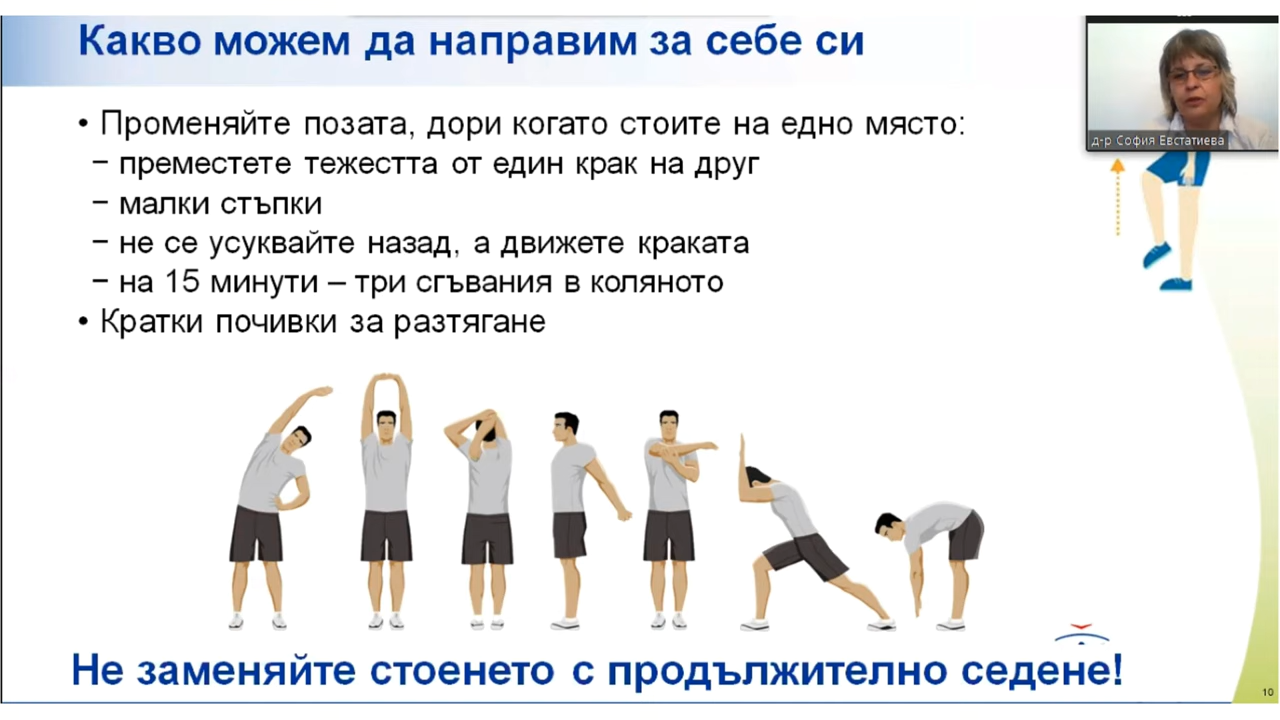 Какво можем да направим за себе си
д-р София Евстатиева
• Променяйте позата, дори когато стоите на едно място:
− преместете тежестта от един крак на друг
− малки стъпки
− не се усуквайте назад, а движете краката
− на 15 минути – три сгъвания в коляното
• Кратки почивки за разтягане
Не заменяйте стоенето с продължително седене!
10